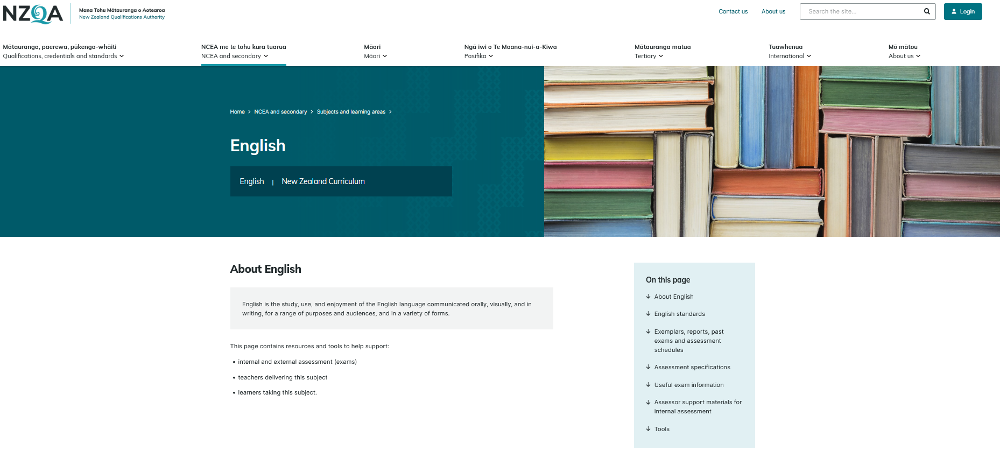 NZQA
Mana Tohu Mātauranga o Aotearoa
New Zealand Qualifications Authority
Contact us
About us
Search the site...
Login
Mātauranga, paerewa, pūkenga-whāiti
Qualifications, credentials and standards
NCEA me te tohu kura tuarua
NCEA and secondary
Māori
Māori
Ngā iwi o Te Moana-nui-a-Kiwa
Pasifika
Mātauranga matua
Tertiary
Tuawhenua
International
Mō mātou
About us
Home > NCEA and secondary > Subjects and learning areas >
English
English | New Zealand Curriculum
About English
English is the study, use, and enjoyment of the English language communicated orally, visually, and in
writing, for a range of purposes and audiences, and in a variety of forms.
This page contains resources and tools to help support:
• internal and external assessment (exams)
• teachers delivering this subject
• learners taking this subject.
On this page
↓ About English
↓ English standards
↓ Exemplars, reports, past
exams and assessment
schedules
↓ Assessment specifications
↓ Useful exam information
↓ Assessor support materials for
internal assessment
↓ Tools